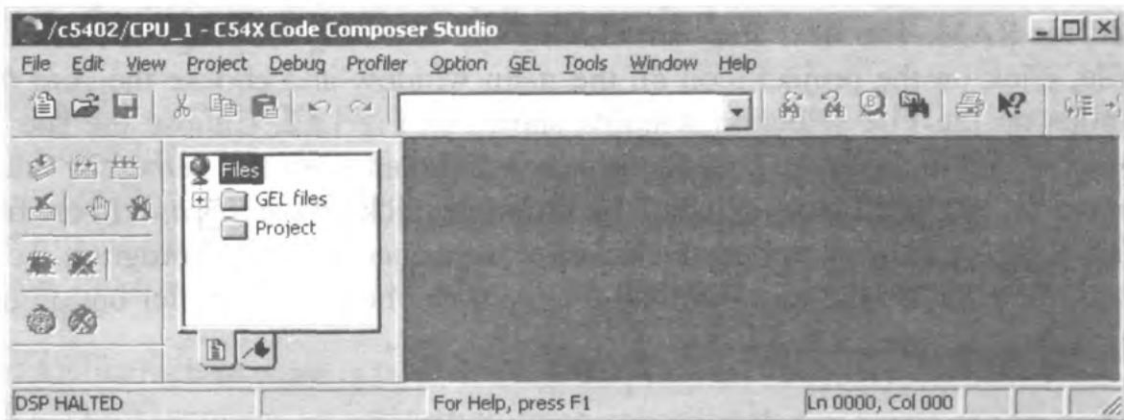 /c5402/CPU_1 - C54X Code Composer Studio
File Edit View Project Debug Profiler Option GEL Tools Window Help
Files
GEL files
Project
DSP HALTED For Help, press F1 Ln 0000, Col 000